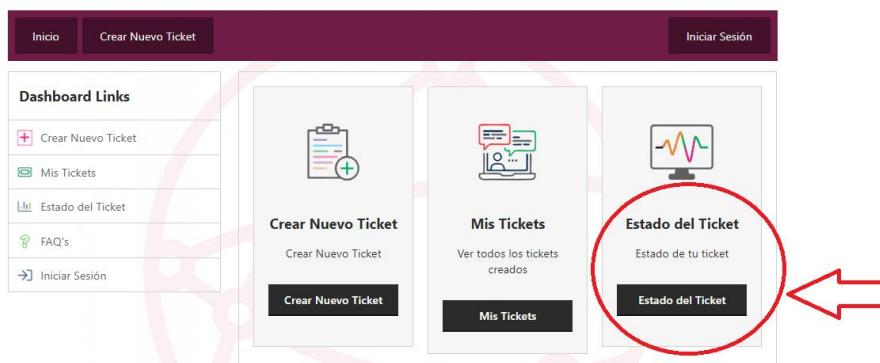 Inicio
Crear Nuevo Ticket
Iniciar Sesión
Dashboard Links
Crear Nuevo Ticket
Mis Tickets
Estado del Ticket
FAQ's
Iniciar Sesión
Crear Nuevo Ticket
Crear Nuevo Ticket
Crear Nuevo Ticket
Mis Tickets
Ver todos los tickets
creados
Mis Tickets
Estado del Ticket
Estado de tu ticket
Estado del Ticket